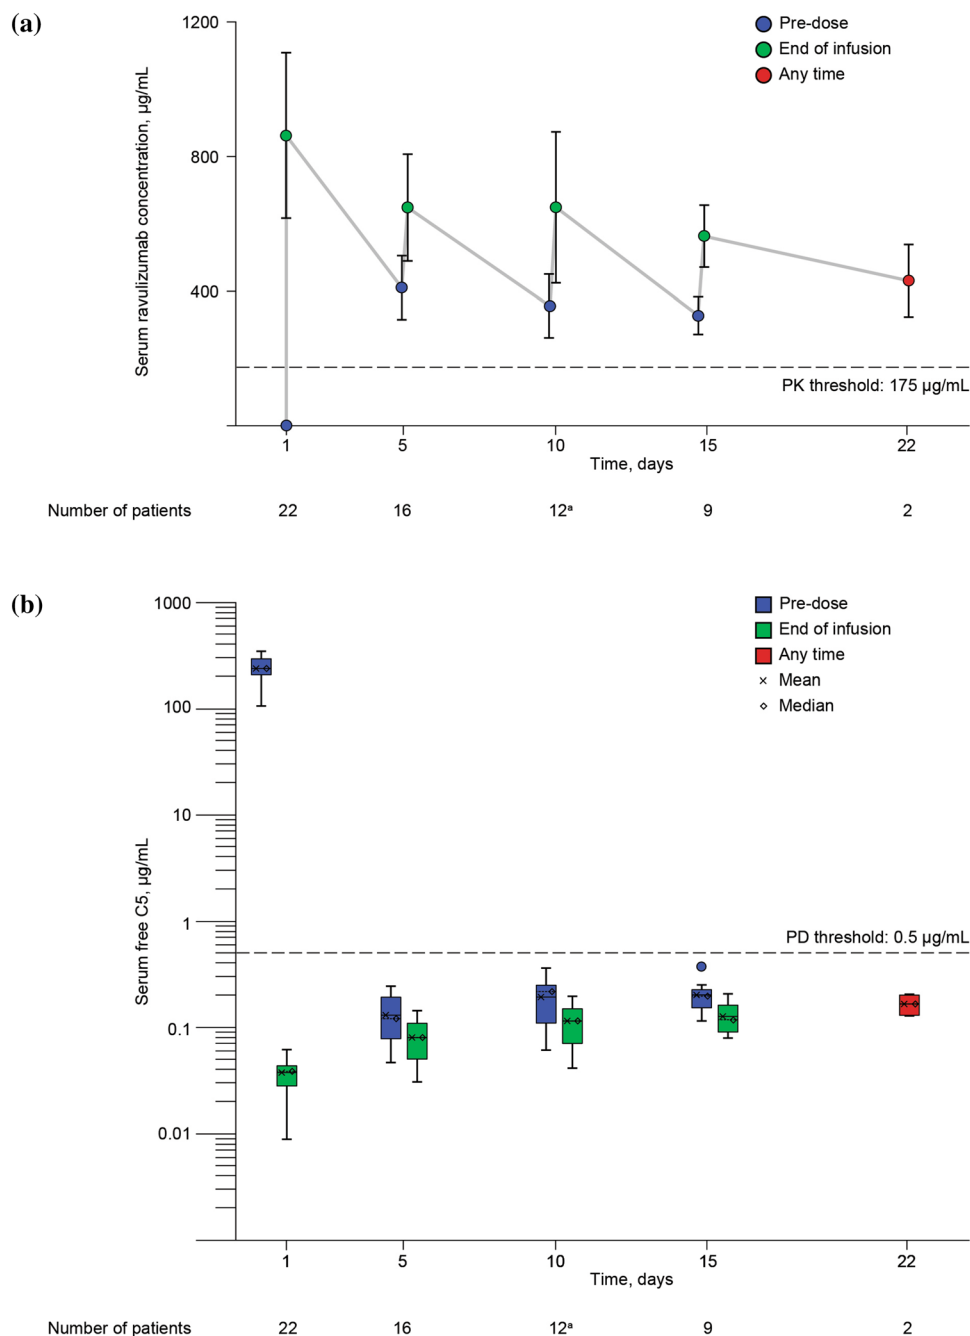 (a)
1200
800
400
Serum ravulizumab concentration, µg/mL
Pre-dose
End of infusion
Any time
PK threshold: 175 µg/mL
1 5 10 15 22
Time, days
Number of patients 22 16 12ᵃ 9 2
(b)
1000
100
10
1
0.1
0.01
Serum free C5, µg/mL
Pre-dose
End of infusion
Any time
Mean
Median
PD threshold: 0.5 µg/mL
1 5 10 15 22
Time, days
Number of patients 22 16 12ᵃ 9 2